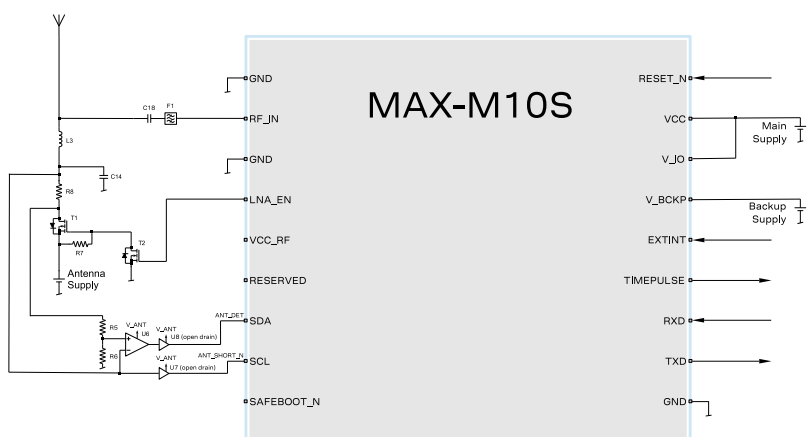 MAX-M10S
GND
RF_IN
GND
LNA_EN
VCC_RF
RESERVED
SDA
SCL
SAFEBOOT_N
RESET_N
VCC
V_IO
V_BCKP
EXTINT
TIMEPULSE
RXD
TXD
GND
Main
Supply
Backup
Supply
C18
F1
L3
C14
R8
T1
R7
T2
Antenna
Supply
ANT_DET
R5
V_ANT
U6
V_ANT
U8 (open drain)
R6
V_ANT
ANT_SHORT_N
U7 (open drain)